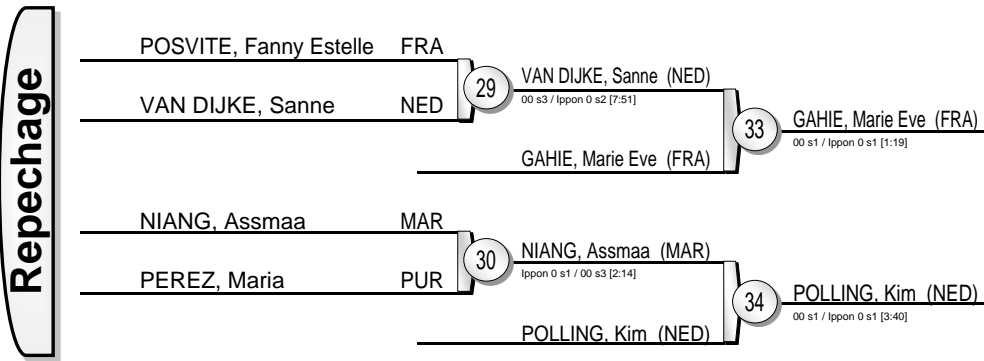 Repechage
POSVITE, Fanny Estelle FRA
VAN DIJKE, Sanne NED
29
VAN DIJKE, Sanne (NED)
00 s3 / Ippon 0 s2 [7:51]
GAHIE, Marie Eve (FRA)
33
GAHIE, Marie Eve (FRA)
00 s1 / Ippon 0 s1 [1:19]
NIANG, Assmaa MAR
PEREZ, Maria PUR
30
NIANG, Assmaa (MAR)
Ippon 0 s1 / 00 s3 [2:14]
POLLING, Kim (NED)
34
POLLING, Kim (NED)
00 s1 / Ippon 0 s1 [3:40]